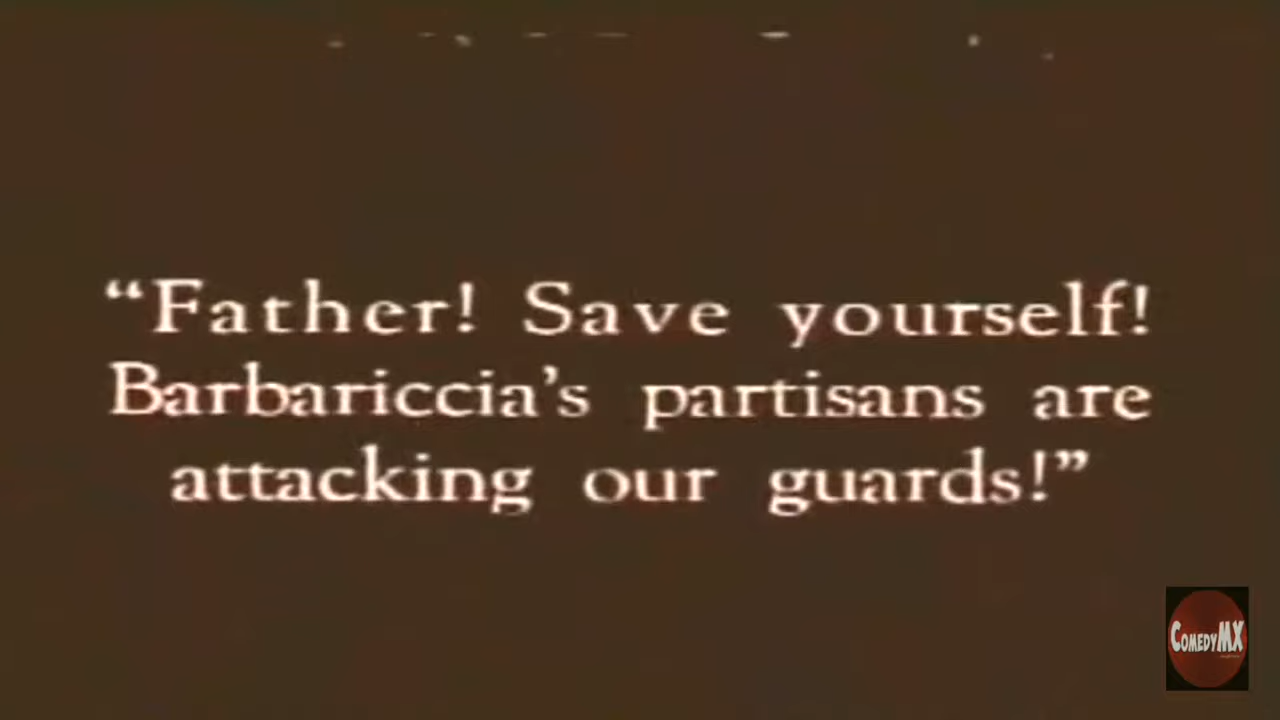 “Father! Save yourself!
Barbariccia’s partisans are
attacking our guards!”
COMEDYMX